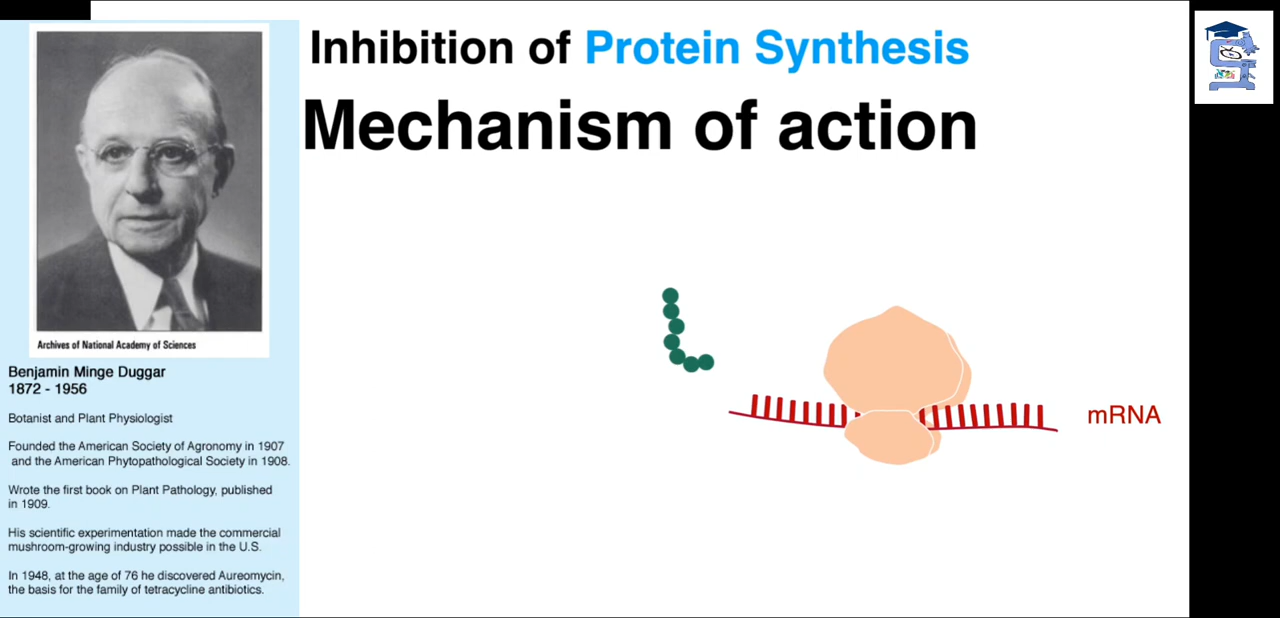 Inhibition of Protein Synthesis
Mechanism of action
Archives of National Academy of Sciences
Benjamin Minge Duggar
1872 - 1956
Botanist and Plant Physiologist
Founded the American Society of Agronomy in 1907
and the American Phytopathological Society in 1908.
Wrote the first book on Plant Pathology, published
in 1909.
His scientific experimentation made the commercial
mushroom-growing industry possible in the U.S.
In 1948, at the age of 76 he discovered Aureomycin,
the basis for the family of tetracycline antibiotics.
mRNA